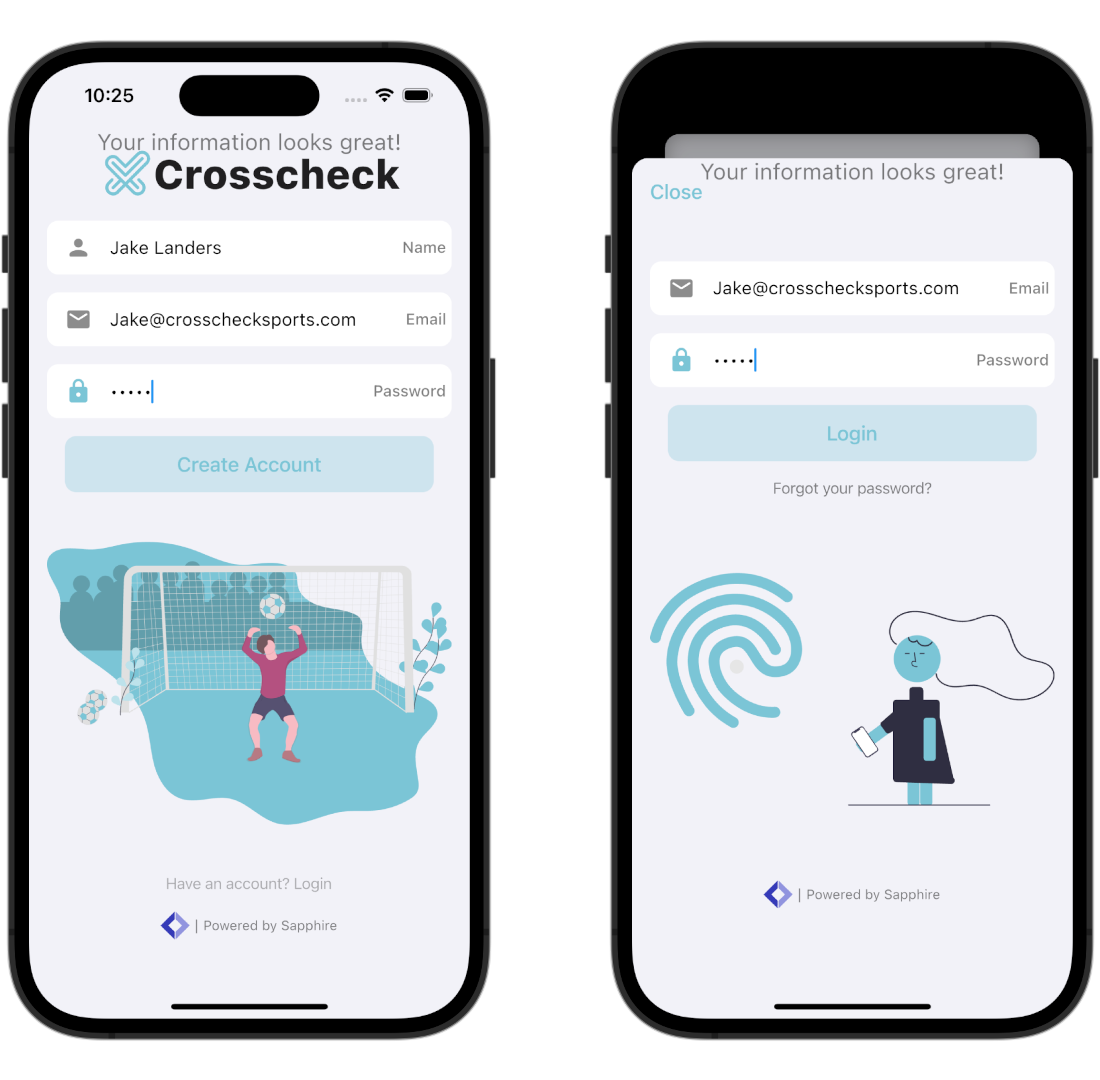 10:25
Your information looks great!
Crosscheck
Jake Landers Name
Jake@crosschecksports.com Email
••••• Password
Create Account
Have an account? Login
| Powered by Sapphire
Your information looks great!
Close
Jake@crosschecksports.com Email
••••• Password
Login
Forgot your password?
| Powered by Sapphire